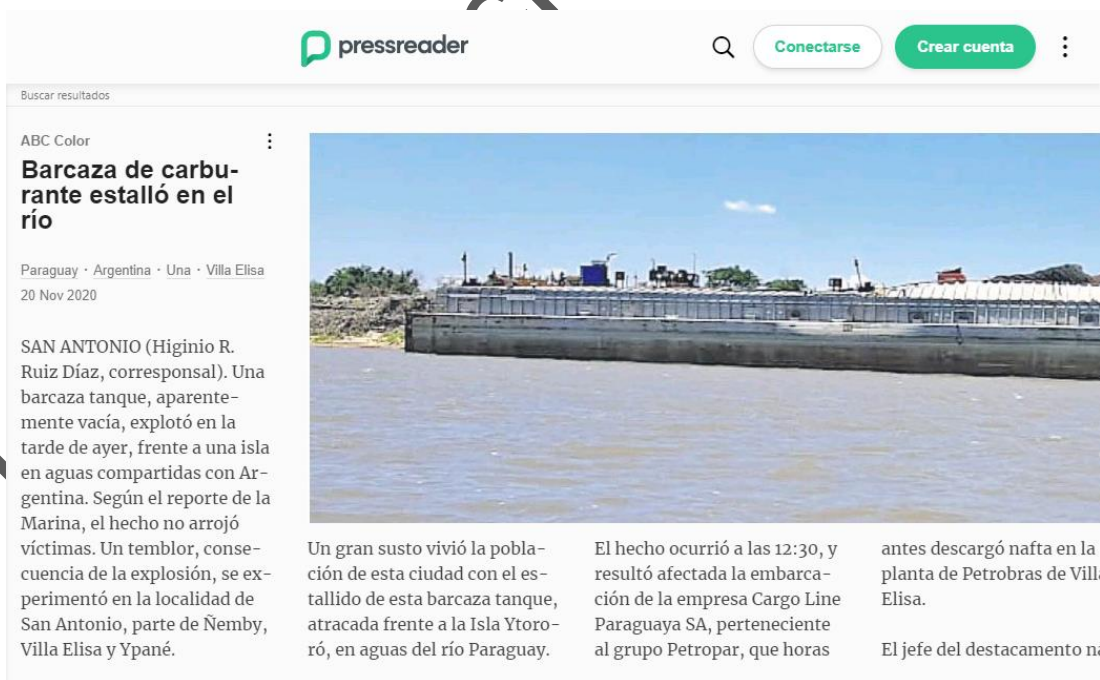 pressreader
Conectarse
Crear cuenta
Buscar resultados
ABC Color
Barcaza de carbu-
rante estalló en el
río
Paraguay · Argentina · Una · Villa Elisa
20 Nov 2020
SAN ANTONIO (Higinio R.
Ruiz Díaz, corresponsal). Una
barcaza tanque, aparente-
mente vacía, explotó en la
tarde de ayer, frente a una isla
en aguas compartidas con Ar-
gentina. Según el reporte de la
Marina, el hecho no arrojó
víctimas. Un temblor, conse-
cuencia de la explosión, se ex-
perimentó en la localidad de
San Antonio, parte de Ñemby,
Villa Elisa y Ypané.
Un gran susto vivió la pobla-
ción de esta ciudad con el es-
tallido de esta barcaza tanque,
atracada frente a la Isla Ytoro-
ró, en aguas del río Paraguay.
El hecho ocurrió a las 12:30, y
resultó afectada la embarca-
ción de la empresa Cargo Line
Paraguaya SA, perteneciente
al grupo Petropar, que horas
antes descargó nafta en la
planta de Petrobras de Villa
Elisa.
El jefe del destacamento na